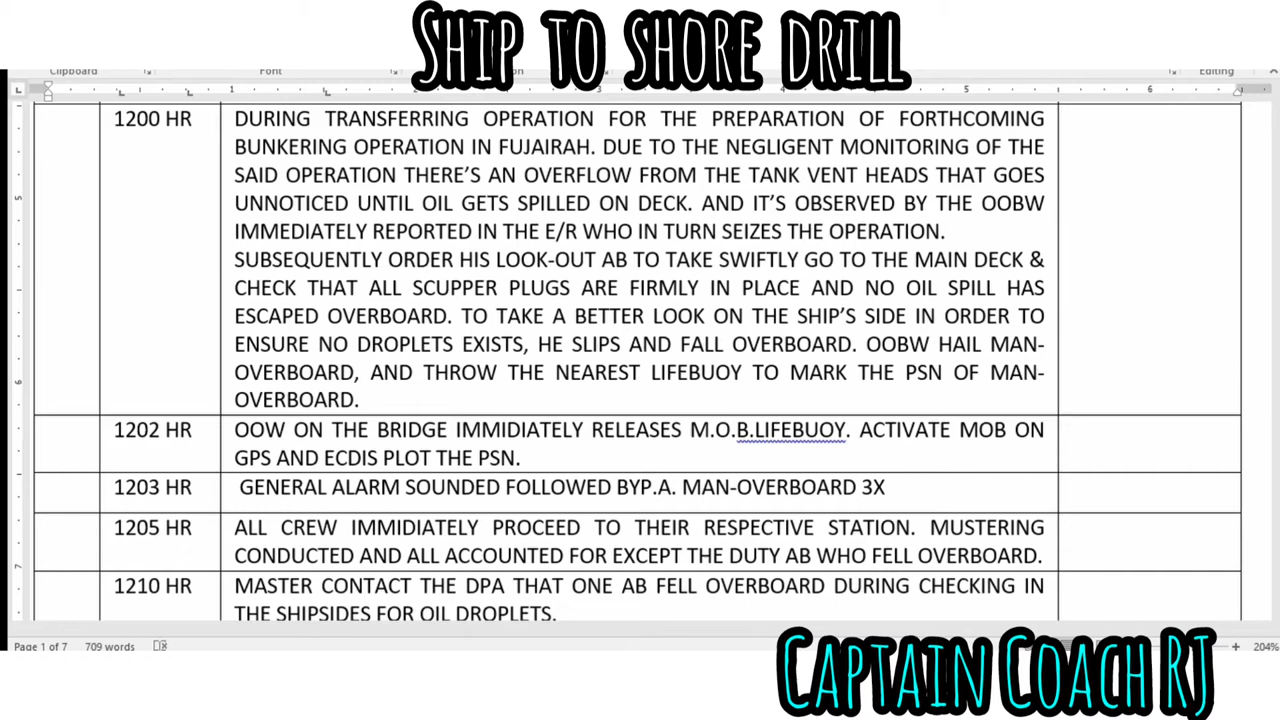 SHIP TO SHORE DRILL
Clipboard Font Editing
1 5 6
1200 HR DURING TRANSFERRING OPERATION FOR THE PREPARATION OF FORTHCOMING
BUNKERING OPERATION IN FUJAIRAH. DUE TO THE NEGLIGENT MONITORING OF THE
SAID OPERATION THERE'S AN OVERFLOW FROM THE TANK VENT HEADS THAT GOES
UNNOTICED UNTIL OIL GETS SPILLED ON DECK. AND IT'S OBSERVED BY THE OOBW
IMMEDIATELY REPORTED IN THE E/R WHO IN TURN SEIZES THE OPERATION.
SUBSEQUENTLY ORDER HIS LOOK-OUT AB TO TAKE SWIFTLY GO TO THE MAIN DECK &
CHECK THAT ALL SCUPPER PLUGS ARE FIRMLY IN PLACE AND NO OIL SPILL HAS
ESCAPED OVERBOARD. TO TAKE A BETTER LOOK ON THE SHIP'S SIDE IN ORDER TO
ENSURE NO DROPLETS EXISTS, HE SLIPS AND FALL OVERBOARD. OOBW HAIL MAN-
OVERBOARD, AND THROW THE NEAREST LIFEBUOY TO MARK THE PSN OF MAN-
OVERBOARD.
1202 HR OOW ON THE BRIDGE IMMIDIATELY RELEASES M.O.B.LIFEBUOY. ACTIVATE MOB ON
GPS AND ECDIS PLOT THE PSN.
1203 HR GENERAL ALARM SOUNDED FOLLOWED BYP.A. MAN-OVERBOARD 3X
1205 HR ALL CREW IMMIDIATELY PROCEED TO THEIR RESPECTIVE STATION. MUSTERING
CONDUCTED AND ALL ACCOUNTED FOR EXCEPT THE DUTY AB WHO FELL OVERBOARD.
1210 HR MASTER CONTACT THE DPA THAT ONE AB FELL OVERBOARD DURING CHECKING IN
THE SHIPSIDES FOR OIL DROPLETS.
Page 1 of 7 709 words 204%
CAPTAIN COACH RJ